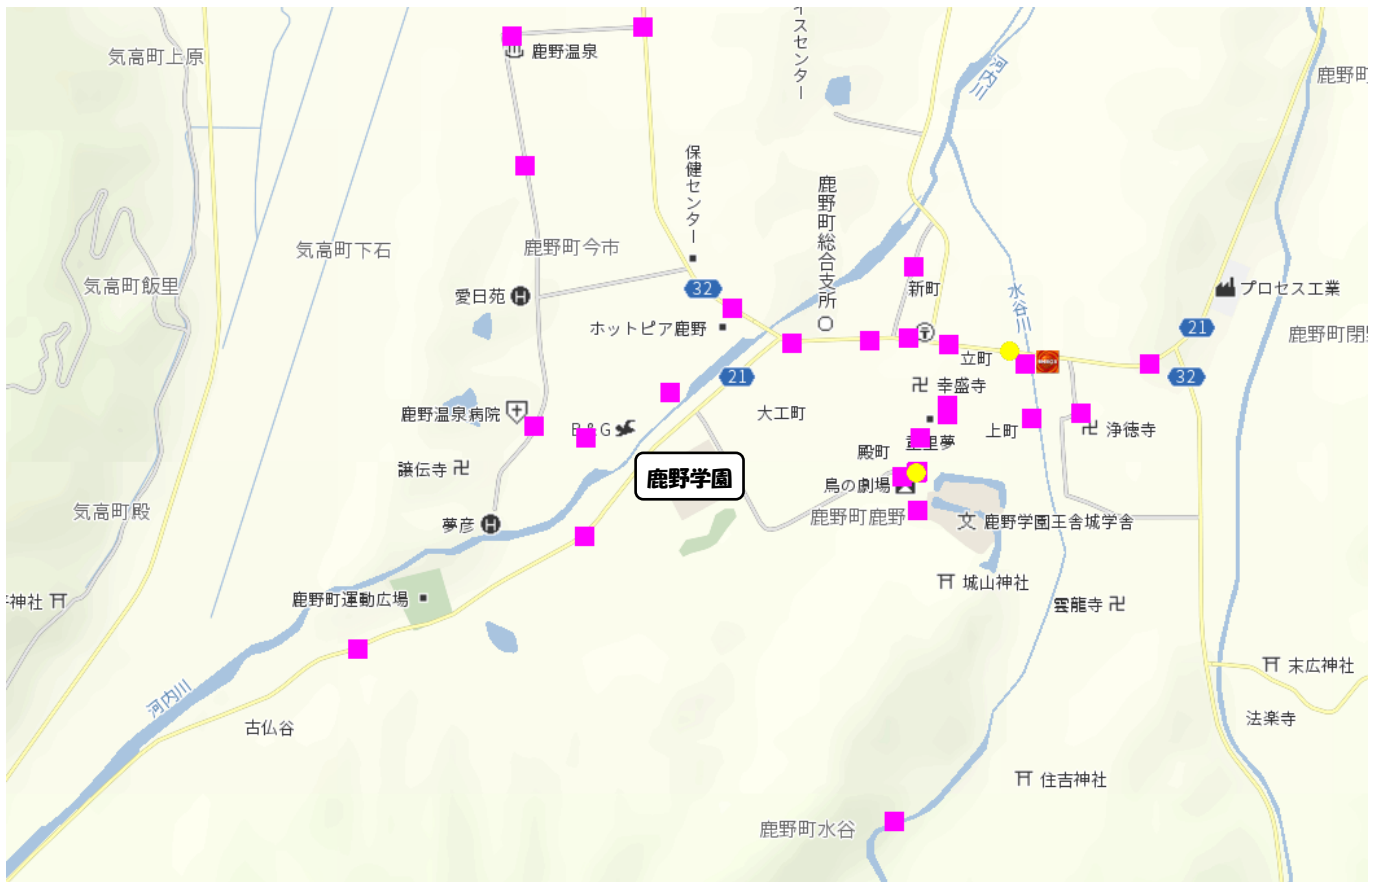 イスセンター
河内川
鹿野温泉
気高町上原
鹿野町
保健センター
鹿野町総合支所
気高町下石
鹿野町今市
気高町飯里
愛日苑
32
新町
水谷川
プロセス工業
ホットピア鹿野
立町
21
鹿野町閉野
21
32
幸盛寺
鹿野温泉病院
B&G
大工町
上町
浄徳寺
童里夢
殿町
譲伝寺
鹿野学園
鳥の劇場
気高町殿
夢彦
鹿野町鹿野
鹿野学園王舎城学舎
城山神社
神社
鹿野町運動広場
雲龍寺
末広神社
河内川
古仏谷
法楽寺
住吉神社
鹿野町水谷